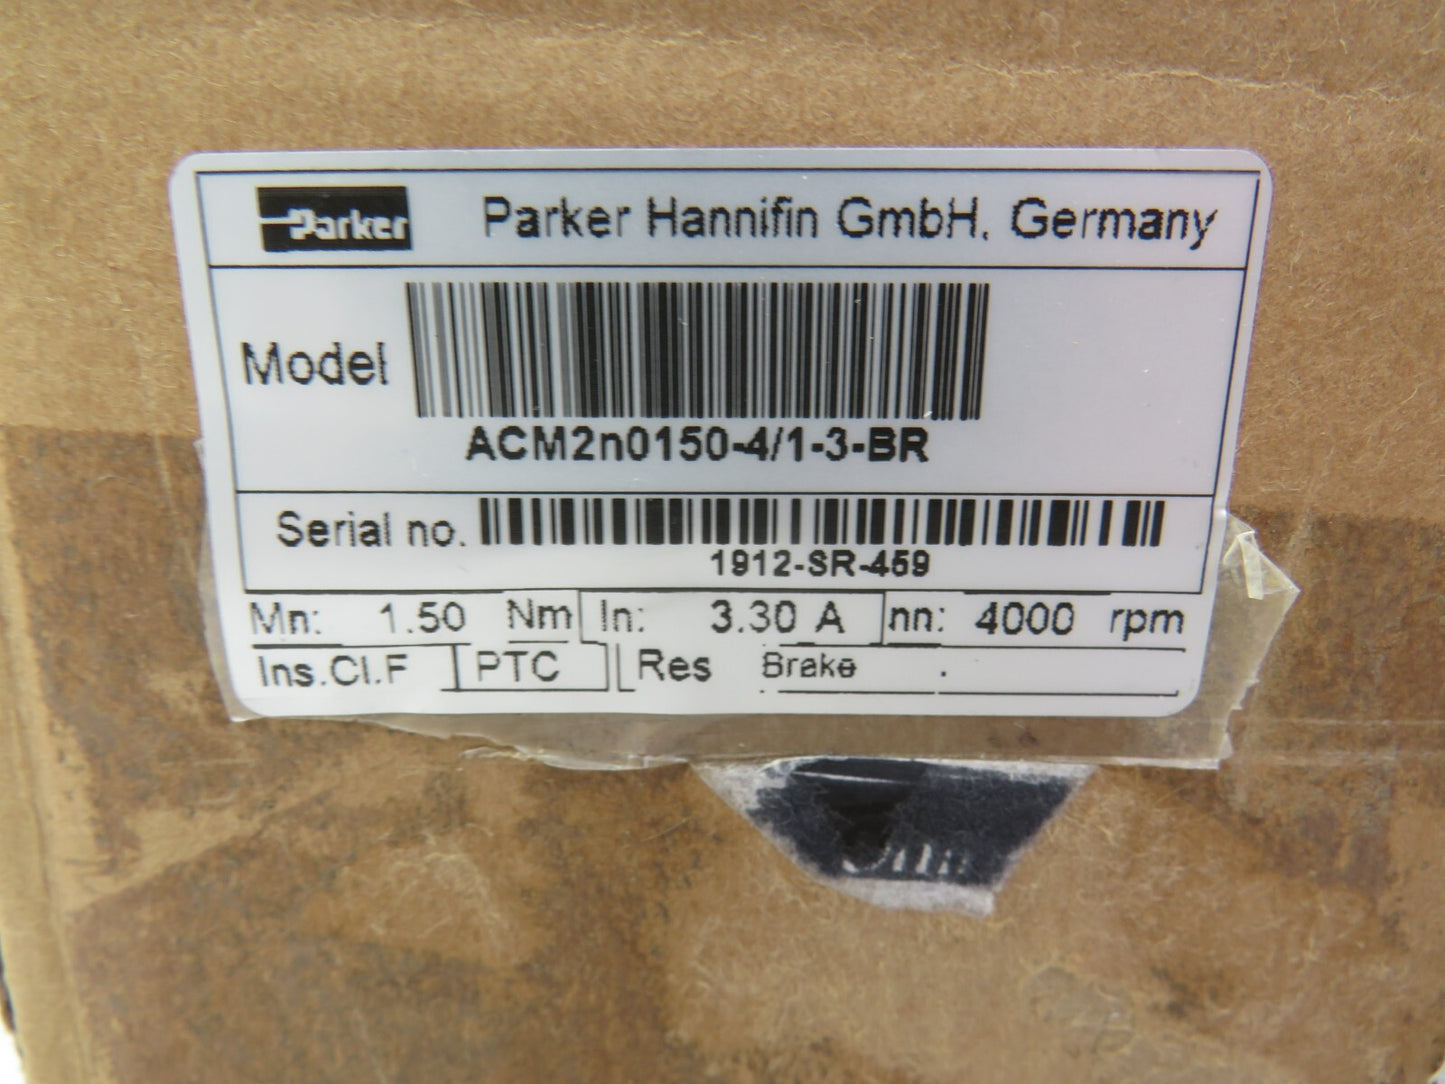 Parker Parker Hannifin GmbH, Germany
Model
ACM2n0150-4/1-3-BR
Serial no.
1912-SR-459
Mn: 1.50 Nm In: 3.30 A nn: 4000 rpm
Ins.Cl.F PTC Res Brake .